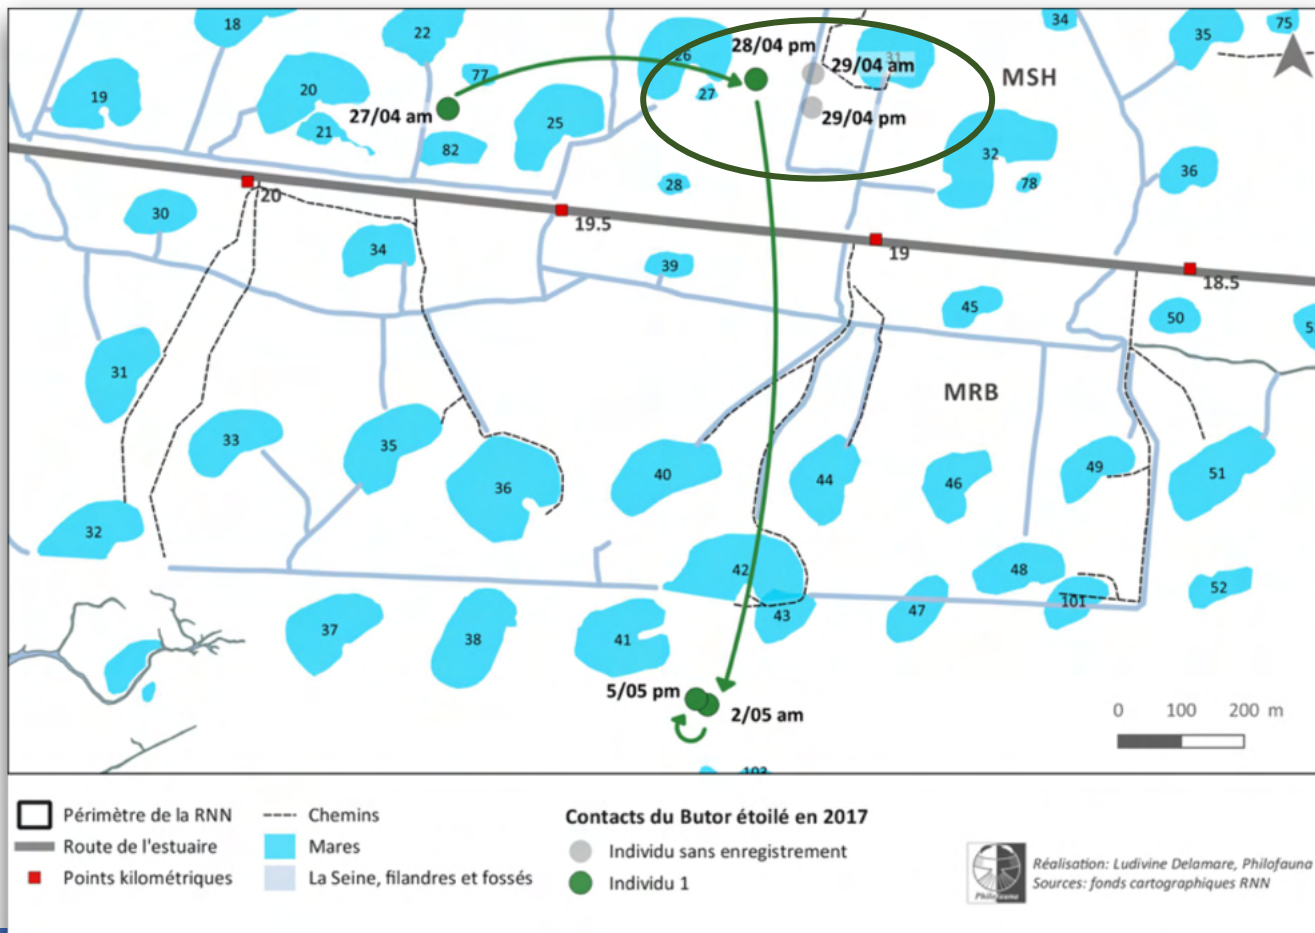 18
22
26
34
35
75
28/04 pm
31
29/04 am
MSH
19
20
77
27
21
27/04 am
25
29/04 pm
82
32
36
28
78
20
30
19.5
34
39
19
18.5
45
50
31
MRB
33
35
40
44
46
49
51
36
32
42
48
52
101
37
38
41
43
47
5/05 pm
2/05 am
0 100 200 m
103
Périmètre de la RNN
Route de l'estuaire
Points kilométriques
Chemins
Mares
La Seine, filandres et fossés
Contacts du Butor étoilé en 2017
Individu sans enregistrement
Individu 1
Philofauna
Réalisation: Ludivine Delamare, Philofauna
Sources: fonds cartographiques RNN